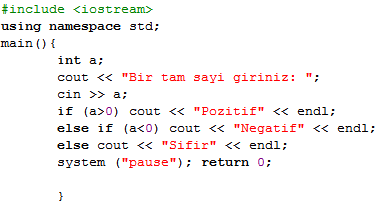 #include <iostream>
using namespace std;
main(){
int a;
cout << "Bir tam sayi giriniz: ";
cin >> a;
if (a>0) cout << "Pozitif" << endl;
else if (a<0) cout << "Negatif" << endl;
else cout << "Sifir" << endl;
system ("pause"); return 0;
}